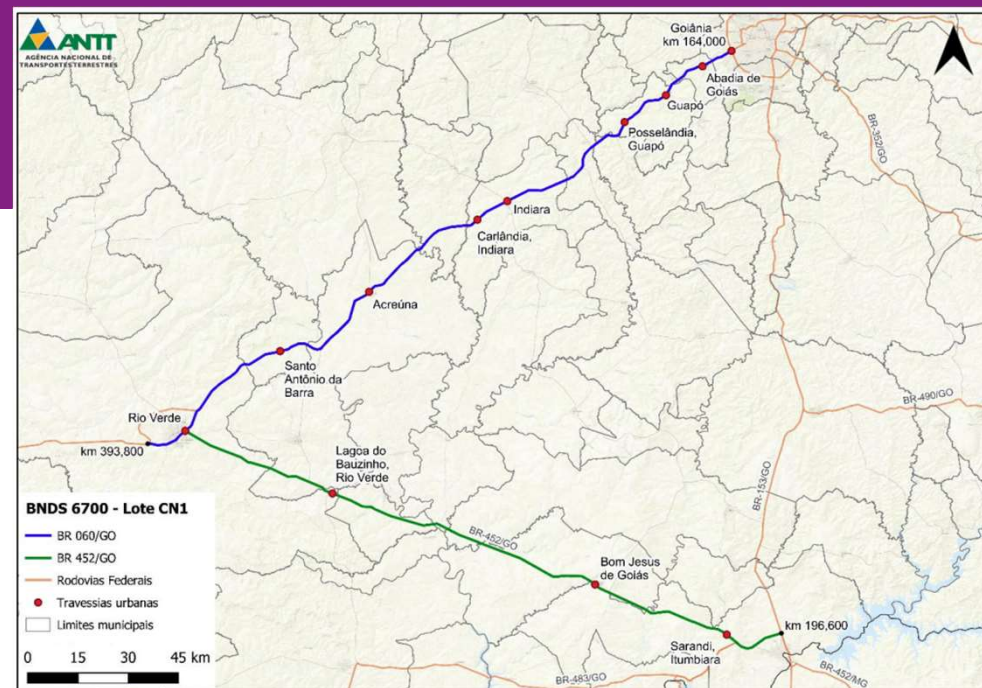 ANTT
AGÊNCIA NACIONAL DE
TRANSPORTES TERRESTRES
Goiânia
km 164,000
Abadia de
Goiás
Guapó
Posselândia,
Guapó
BR-352/GO
Indiara
Carlândia,
Indiara
Acreúna
Santo
Antônio da
Barra
Rio Verde
km 393,800
Lagoa do
Bauzinho,
Rio Verde
BR-490/GO
BR-153/GO
BR-452/GO
Bom Jesus
de Goiás
km 196,600
Sarandi,
Itumbiara
BR-452/MG
BR-483/GO
BNDS 6700 - Lote CN1
BR 060/GO
BR 452/GO
Rodovias Federais
Travessias urbanas
Limites municipais
0 15 30 45 km